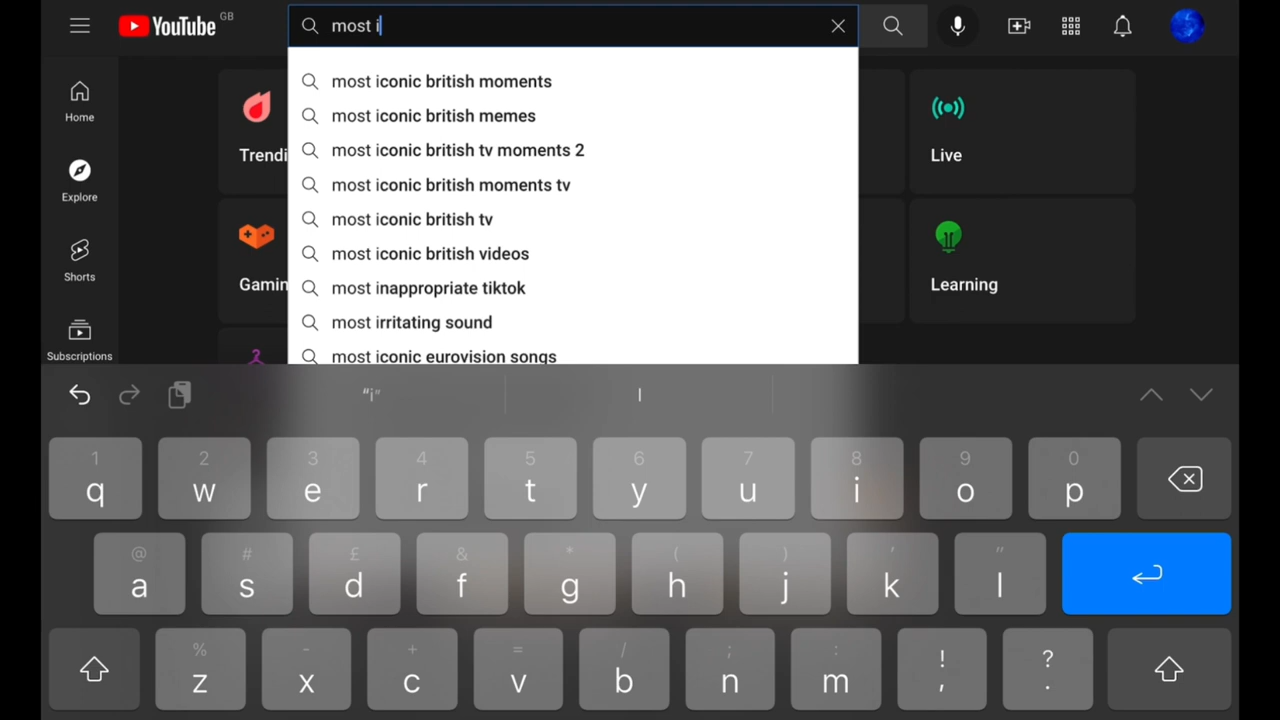 YouTube GB
most i
most iconic british moments
most iconic british memes
most iconic british tv moments 2
most iconic british moments tv
most iconic british tv
most iconic british videos
most inappropriate tiktok
most irritating sound
most iconic eurovision songs
Home
Explore
Shorts
Subscriptions
Trendi
Live
Gamin
Learning
“i” I
1 2 3 4 5 6 7 8 9 0
q w e r t y u i o p
@ # £ & * ( ) ' "
a s d f g h j k l
% - + = / ; : ! ?
z x c v b n m , .